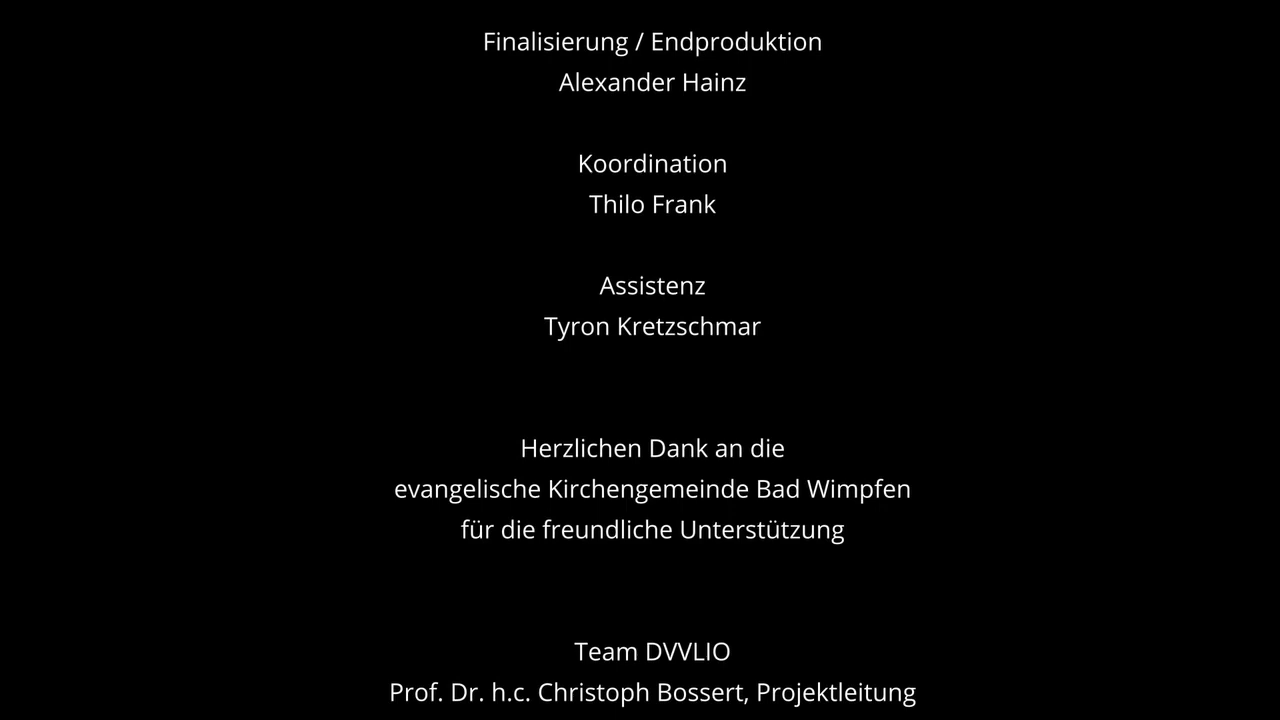 Finalisierung / Endproduktion
Alexander Hainz
Koordination
Thilo Frank
Assistenz
Tyron Kretzschmar
Herzlichen Dank an die
evangelische Kirchengemeinde Bad Wimpfen
für die freundliche Unterstützung
Team DVVLIO
Prof. Dr. h.c. Christoph Bossert, Projektleitung